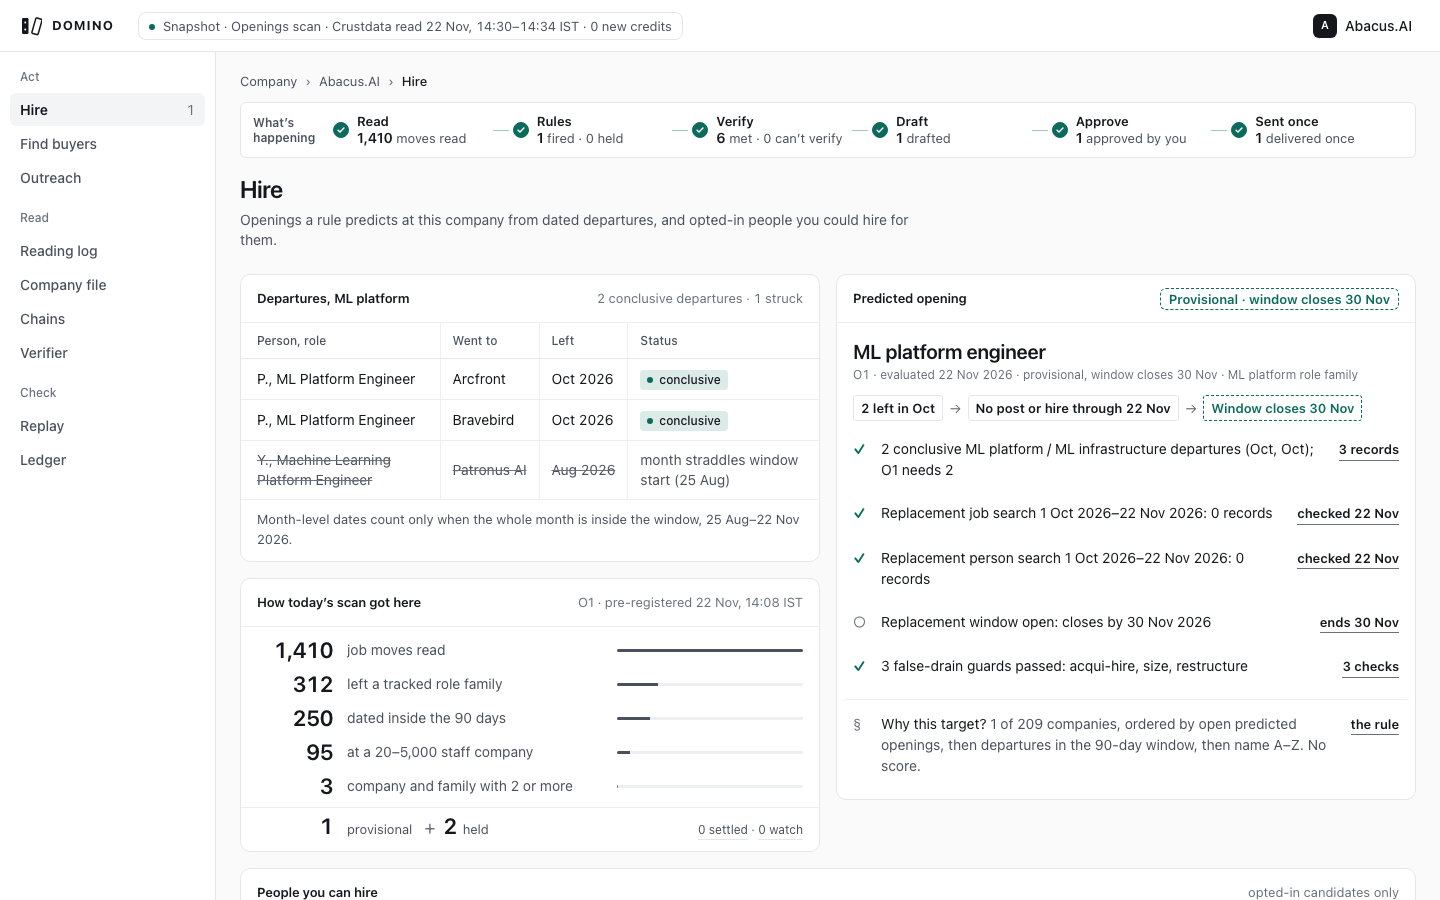 DOMINO
Snapshot · Openings scan · Crustdata read 22 Nov, 14:30–14:34 IST · 0 new credits
A
Abacus.AI
Act
Hire 1
Find buyers
Outreach
Read
Reading log
Company file
Chains
Verifier
Check
Replay
Ledger
Company › Abacus.AI › Hire
What's
happening
Read
1,410 moves read
Rules
1 fired · 0 held
Verify
6 met · 0 can't verify
Draft
1 drafted
Approve
1 approved by you
Sent once
1 delivered once
Hire
Openings a rule predicts at this company from dated departures, and opted-in people you could hire for
them.
Departures, ML platform 2 conclusive departures · 1 struck
Person, role Went to Left Status
P., ML Platform Engineer Arcfront Oct 2026 conclusive
P., ML Platform Engineer Bravebird Oct 2026 conclusive
Y., Machine Learning
Platform Engineer
Patronus AI
Aug 2026
month straddles window
start (25 Aug)
Month-level dates count only when the whole month is inside the window, 25 Aug–22 Nov
2026.
How today's scan got here O1 · pre-registered 22 Nov, 14:08 IST
1,410 job moves read
312 left a tracked role family
250 dated inside the 90 days
95 at a 20–5,000 staff company
3 company and family with 2 or more
1 provisional + 2 held 0 settled · 0 watch
Predicted opening Provisional · window closes 30 Nov
ML platform engineer
O1 · evaluated 22 Nov 2026 · provisional, window closes 30 Nov · ML platform role family
2 left in Oct → No post or hire through 22 Nov → Window closes 30 Nov
2 conclusive ML platform / ML infrastructure departures (Oct, Oct); 3 records
O1 needs 2
Replacement job search 1 Oct 2026–22 Nov 2026: 0 records checked 22 Nov
Replacement person search 1 Oct 2026–22 Nov 2026: 0 checked 22 Nov
records
Replacement window open: closes by 30 Nov 2026 ends 30 Nov
3 false-drain guards passed: acqui-hire, size, restructure 3 checks
§ Why this target? 1 of 209 companies, ordered by open predicted the rule
openings, then departures in the 90-day window, then name A–Z. No
score.
People you can hire opted-in candidates only